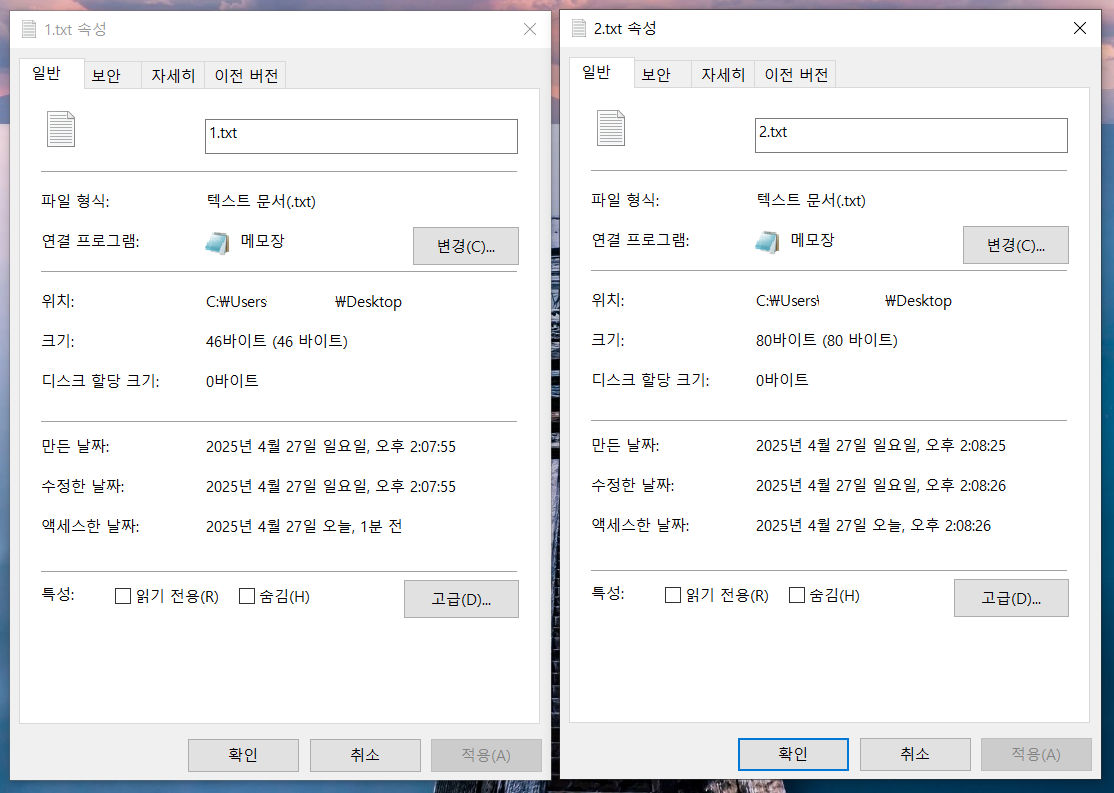 1.txt 속성
일반 보안 자세히 이전 버전
1.txt
파일 형식: 텍스트 문서(.txt)
연결 프로그램: 메모장 변경(C)...
위치: C:₩Users ₩Desktop
크기: 46바이트 (46 바이트)
디스크 할당 크기: 0바이트
만든 날짜: 2025년 4월 27일 일요일, 오후 2:07:55
수정한 날짜: 2025년 4월 27일 일요일, 오후 2:07:55
액세스한 날짜: 2025년 4월 27일 오늘, 1분 전
특성: 읽기 전용(R) 숨김(H) 고급(D)...
확인 취소 적용(A)
2.txt 속성
일반 보안 자세히 이전 버전
2.txt
파일 형식: 텍스트 문서(.txt)
연결 프로그램: 메모장 변경(C)...
위치: C:₩Users ₩Desktop
크기: 80바이트 (80 바이트)
디스크 할당 크기: 0바이트
만든 날짜: 2025년 4월 27일 일요일, 오후 2:08:25
수정한 날짜: 2025년 4월 27일 일요일, 오후 2:08:26
액세스한 날짜: 2025년 4월 27일 오늘, 오후 2:08:26
특성: 읽기 전용(R) 숨김(H) 고급(D)...
확인 취소 적용(A)